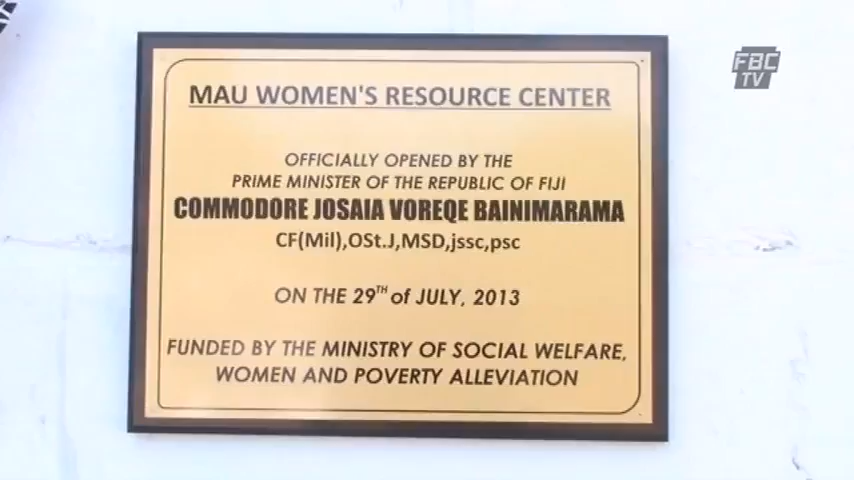 FBC
TV
MAU WOMEN'S RESOURCE CENTER
OFFICIALLY OPENED BY THE
PRIME MINISTER OF THE REPUBLIC OF FIJI
COMMODORE JOSAIA VOREQE BAINIMARAMA
CF(Mil),OSt.J,MSD,jssc,psc
ON THE 29TH of JULY, 2013
FUNDED BY THE MINISTRY OF SOCIAL WELFARE,
WOMEN AND POVERTY ALLEVIATION